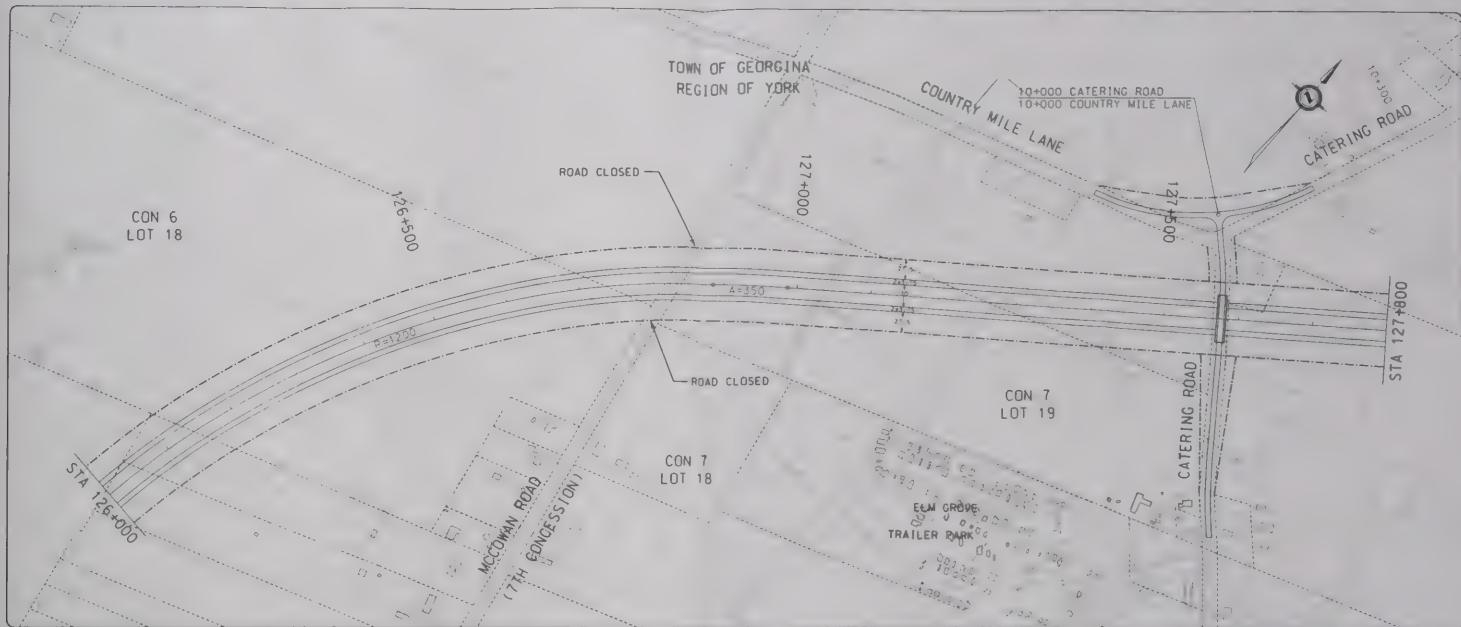 TOWN OF GEORGINA
REGION OF YORK
COUNTRY MILE LANE
10+000 CATERING ROAD
10+000 COUNTRY MILE LANE
10+300
CATERING ROAD
ROAD CLOSED
127+000
127+500
CON 6
LOT 18
126+500
A=350
R=1200
STA 127+800
ROAD CLOSED
CON 7
LOT 19
CATERING ROAD
CON 7
LOT 18
MCCOWAN ROAD
(7TH CONCESSION)
ELM GROVE
TRAILER PARK
STA 126+000